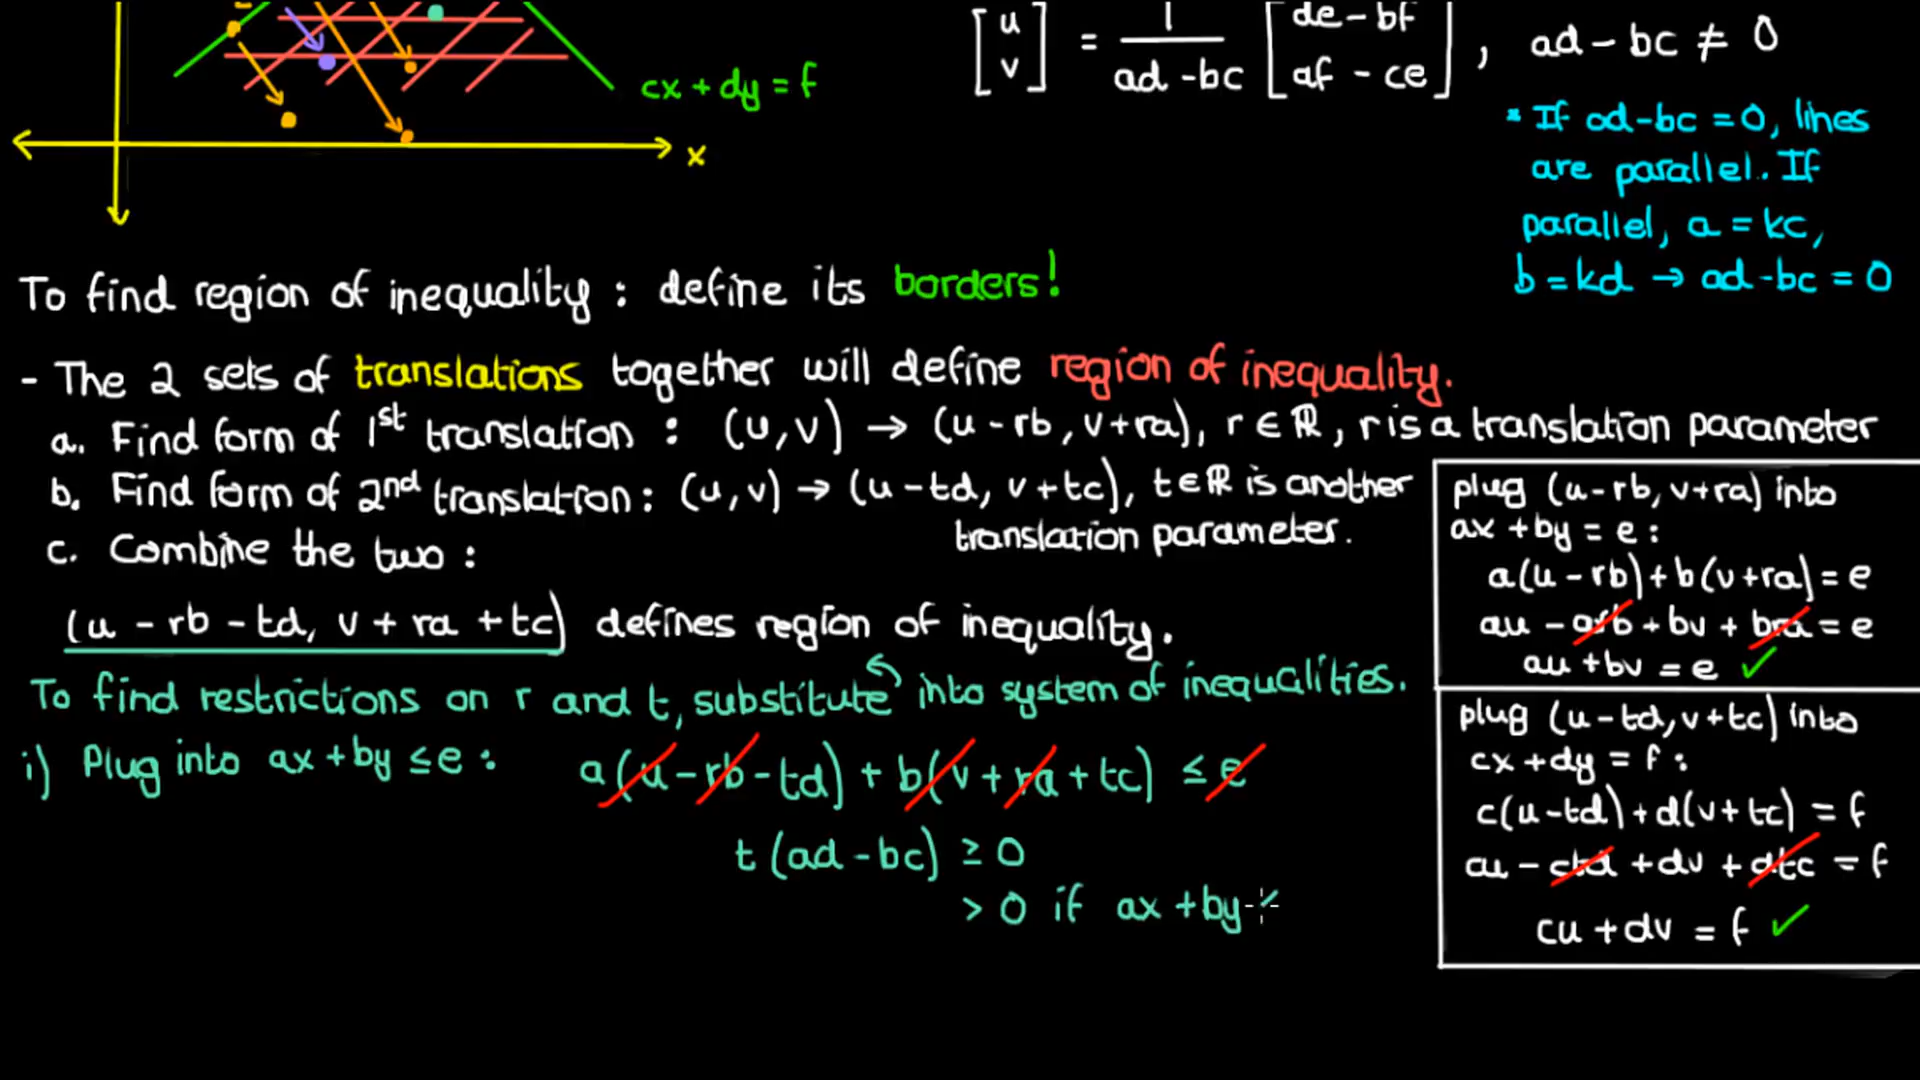 [u v] = 1/(ad - bc) [de - bf, af - ce], ad - bc ≠ 0
cx + dy = f
x
* If ad-bc = 0, lines
are parallel. If
parallel, a = kc,
b = kd → ad-bc = 0
To find region of inequality : define its borders!
- The 2 sets of translations together will define region of inequality.
a. Find form of 1st translation : (u,v) → (u-rb, v+ra), r ∈ ℝ, r is a translation parameter
b. Find form of 2nd translation : (u,v) → (u-td, v+tc), t∈ℝ is another
translation parameter.
c. Combine the two :
(u - rb - td, v + ra + tc) defines region of inequality.
To find restrictions on r and t, substitute into system of inequalities.
i) Plug into ax + by ≤ e : a(u - rb - td) + b(v + ra + tc) ≤ e
t (ad - bc) ≥ 0
> 0 if ax + by
plug (u-rb, v+ra) into
ax + by = e :
a(u - rb) + b(v+ra) = e
au - arb + bv + bra = e
au + bv = e ✓
plug (u-td, v+tc) into
cx + dy = f :
c(u-td) + d(v+tc) = f
cu - ctd + dv + dtc = f
cu + dv = f ✓